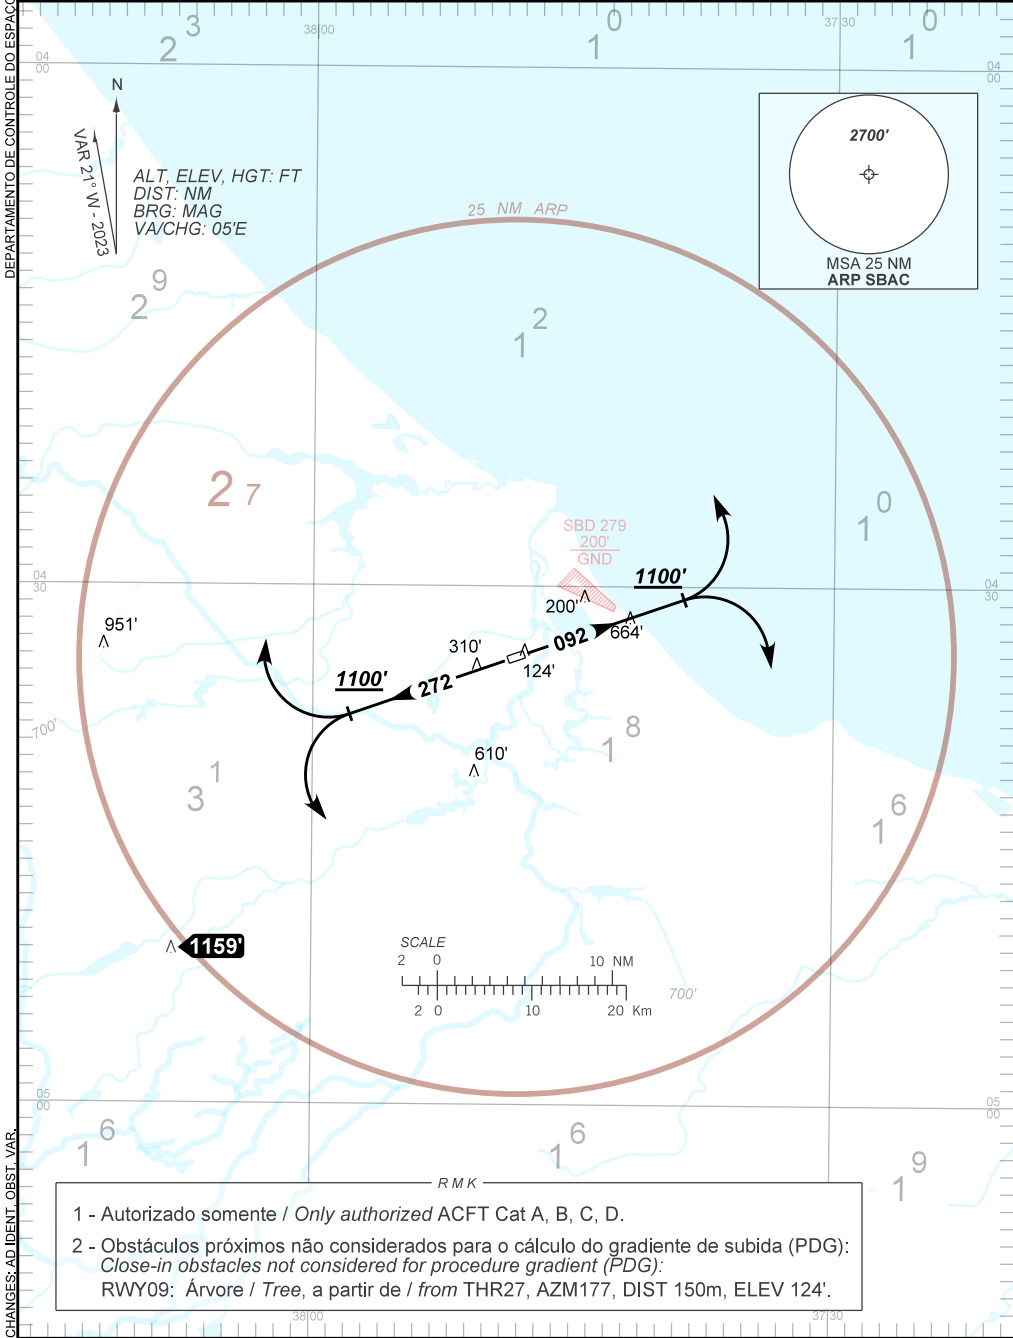 DEPARTAMENTO DE CONTROLE DO ESPAÇO
38 00
37 30
2 3
1 0
1 0
04 00
04 00
N
VAR 21° W - 2023
ALT, ELEV, HGT: FT
DIST: NM
BRG: MAG
VA/CHG: 05'E
2700'
MSA 25 NM
ARP SBAC
25 NM ARP
2 9
1 2
2 7
1 0
SBD 279
200'
GND
04 30
04 30
1100'
200'
664'
951'
092
310'
124'
1100'
272
700'
1 8
610'
3 1
1 6
1159'
SCALE
2 0 10 NM
2 0 10 20 Km
700'
05 00
05 00
1 6
1 6
1 9
RMK
1 - Autorizado somente / Only authorized ACFT Cat A, B, C, D.
2 - Obstáculos próximos não considerados para o cálculo do gradiente de subida (PDG):
Close-in obstacles not considered for procedure gradient (PDG):
RWY09: Árvore / Tree, a partir de / from THR27, AZM177, DIST 150m, ELEV 124'.
38 00
37 30
CHANGES: AD IDENT, OBST, VAR.